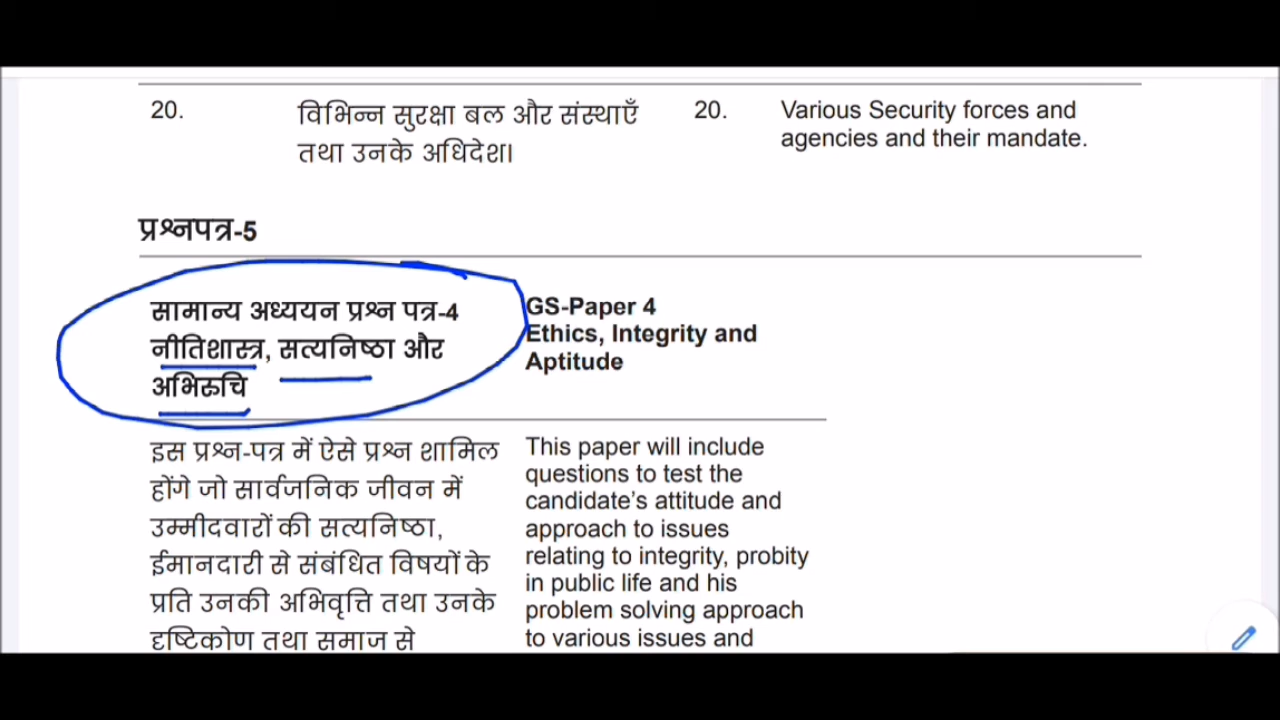 20. विभिन्न सुरक्षा बल और संस्थाएँ
तथा उनके अधिदेश।
20. Various Security forces and
agencies and their mandate.
प्रश्नपत्र-5
सामान्य अध्ययन प्रश्न पत्र-4
नीतिशास्त्र, सत्यनिष्ठा और
अभिरुचि
GS-Paper 4
Ethics, Integrity and
Aptitude
इस प्रश्न-पत्र में ऐसे प्रश्न शामिल
होंगे जो सार्वजनिक जीवन में
उम्मीदवारों की सत्यनिष्ठा,
ईमानदारी से संबंधित विषयों के
प्रति उनकी अभिवृत्ति तथा उनके
दृष्टिकोण तथा समाज से
This paper will include
questions to test the
candidate's attitude and
approach to issues
relating to integrity, probity
in public life and his
problem solving approach
to various issues and